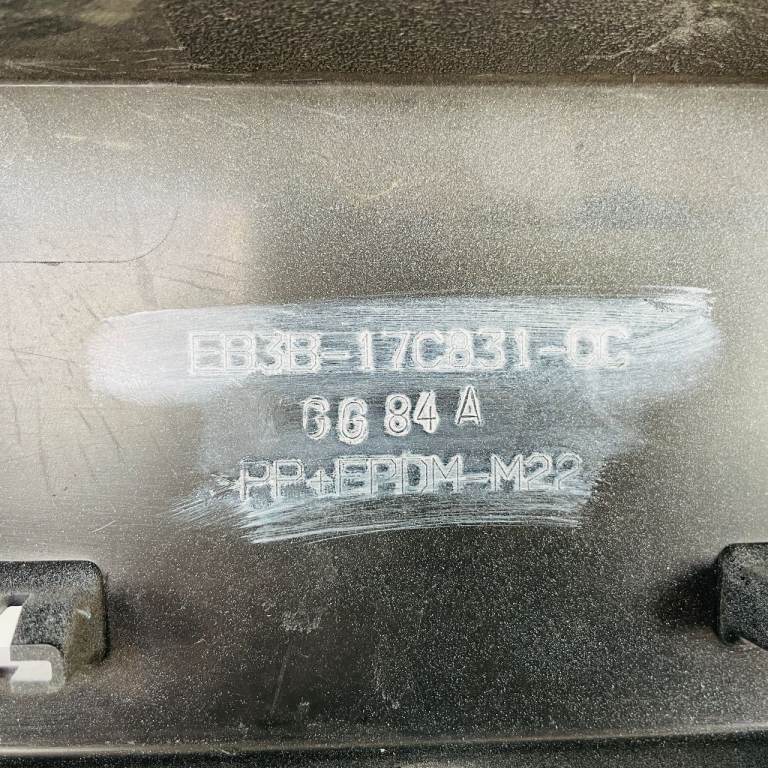 EB3B-17C831-CC
GG 84 A
>PP+EPDM-M22